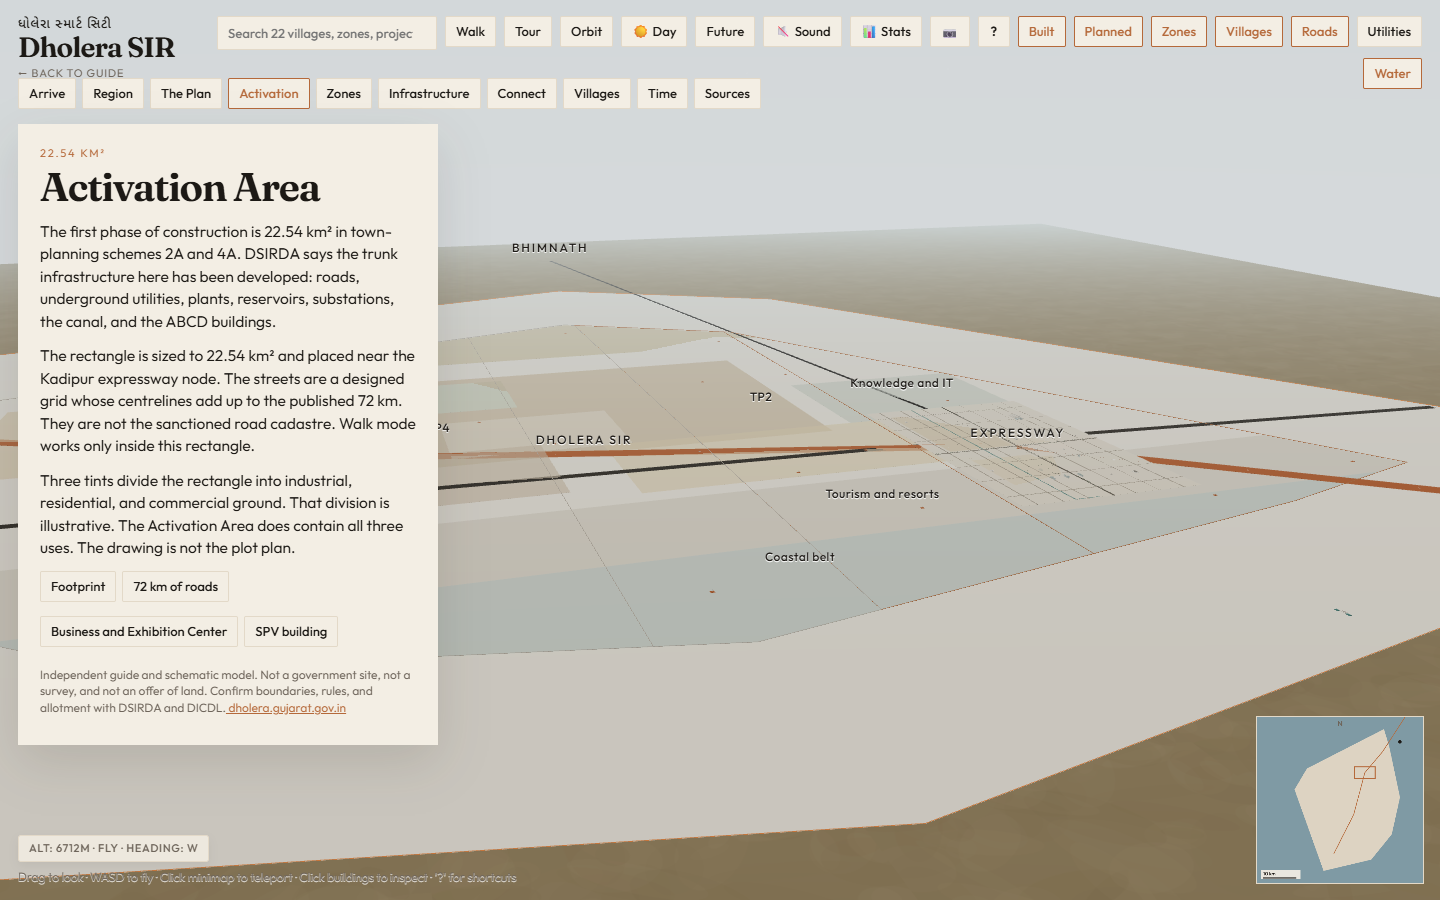 ધોલેરા સ્માર્ટ સિટી
Dholera SIR
← BACK TO GUIDE
Search 22 villages, zones, projec
Walk
Tour
Orbit
Day
Future
Sound
Stats
?
Built
Planned
Zones
Villages
Roads
Utilities
Water
Arrive
Region
The Plan
Activation
Zones
Infrastructure
Connect
Villages
Time
Sources
22.54 KM²
Activation Area
The first phase of construction is 22.54 km² in town-
planning schemes 2A and 4A. DSIRDA says the trunk
infrastructure here has been developed: roads,
underground utilities, plants, reservoirs, substations,
the canal, and the ABCD buildings.
The rectangle is sized to 22.54 km² and placed near the
Kadipur expressway node. The streets are a designed
grid whose centrelines add up to the published 72 km.
They are not the sanctioned road cadastre. Walk mode
works only inside this rectangle.
Three tints divide the rectangle into industrial,
residential, and commercial ground. That division is
illustrative. The Activation Area does contain all three
uses. The drawing is not the plot plan.
Footprint
72 km of roads
Business and Exhibition Center
SPV building
Independent guide and schematic model. Not a government site, not a
survey, and not an offer of land. Confirm boundaries, rules, and
allotment with DSIRDA and DICDL. dholera.gujarat.gov.in
BHIMNATH
Knowledge and IT
TP2
P4
DHOLERA SIR
EXPRESSWAY
Tourism and resorts
Coastal belt
N
10 km
ALT: 6712M · FLY · HEADING: W
Drag to look · WASD to fly · Click minimap to teleport · Click buildings to inspect · '?' for shortcuts